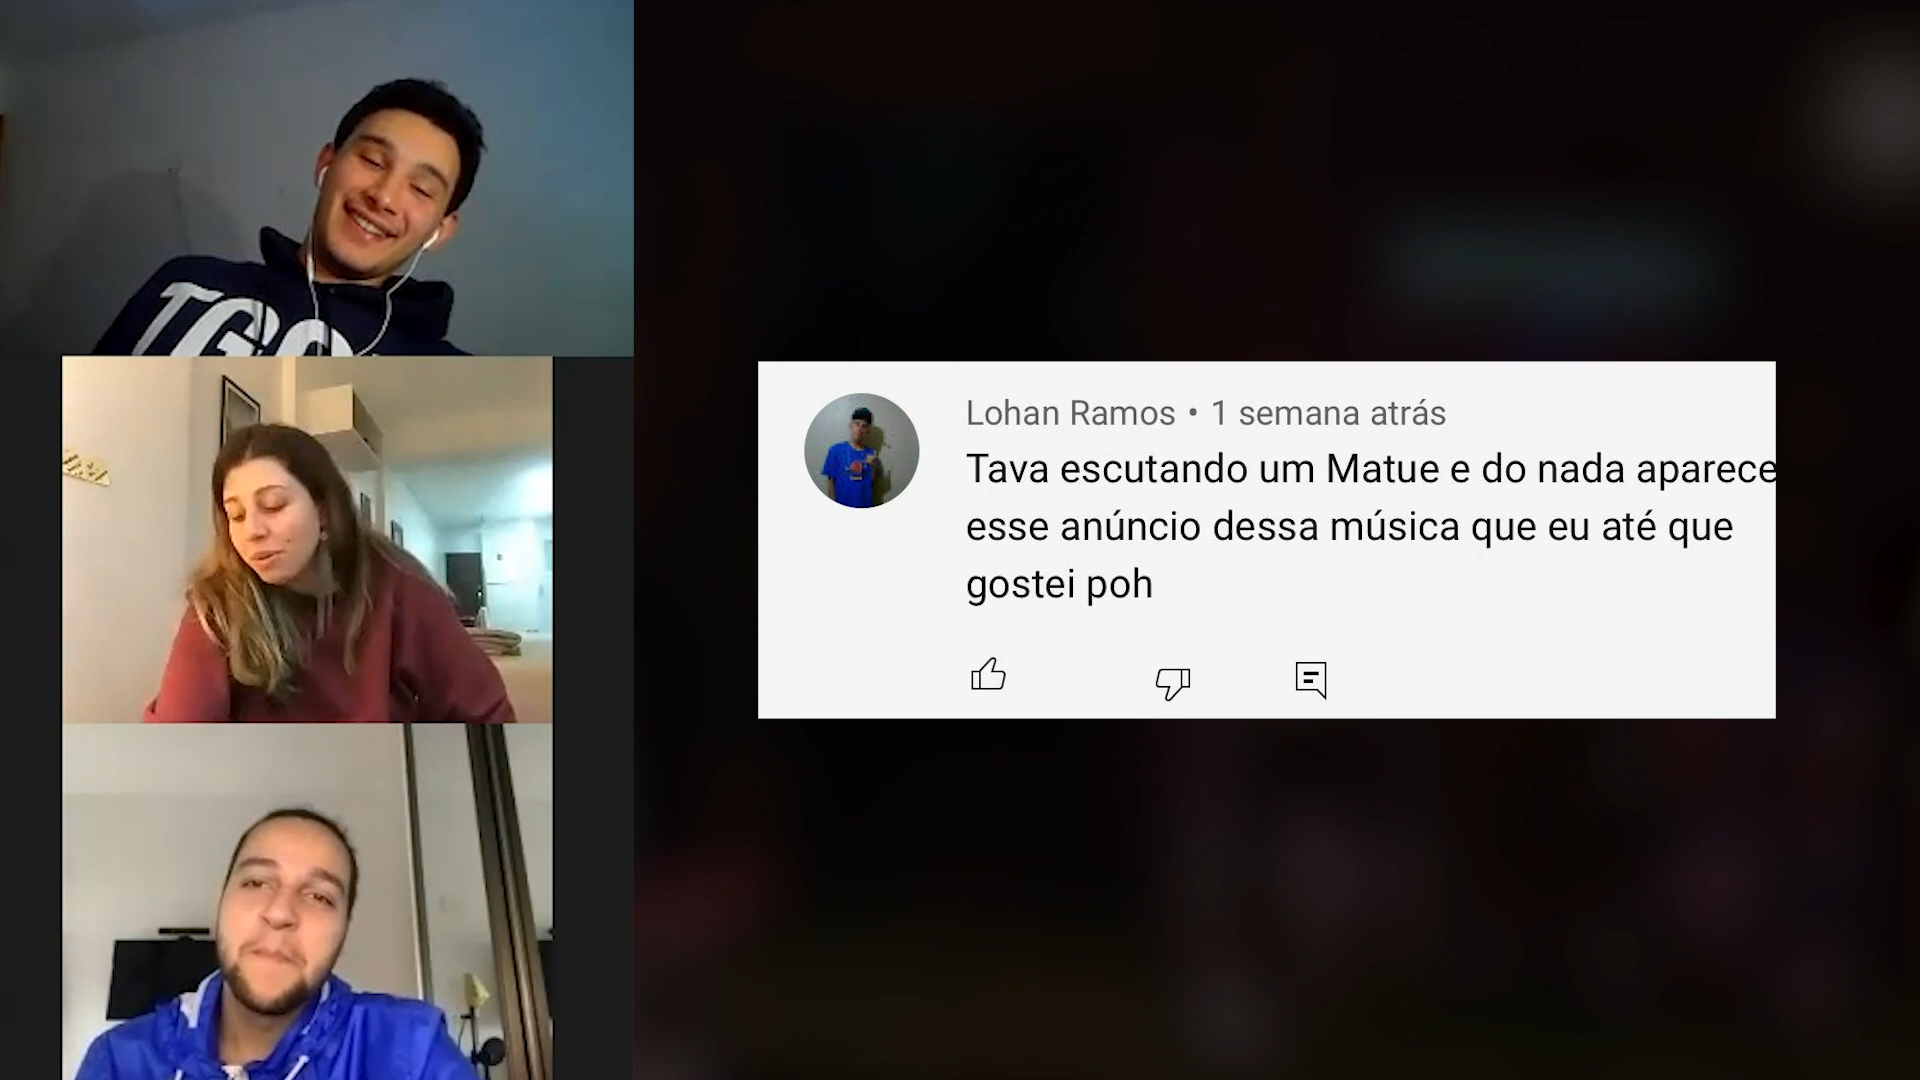 TGO
Lohan Ramos • 1 semana atrás
Tava escutando um Matue e do nada aparece
esse anúncio dessa música que eu até que
gostei poh